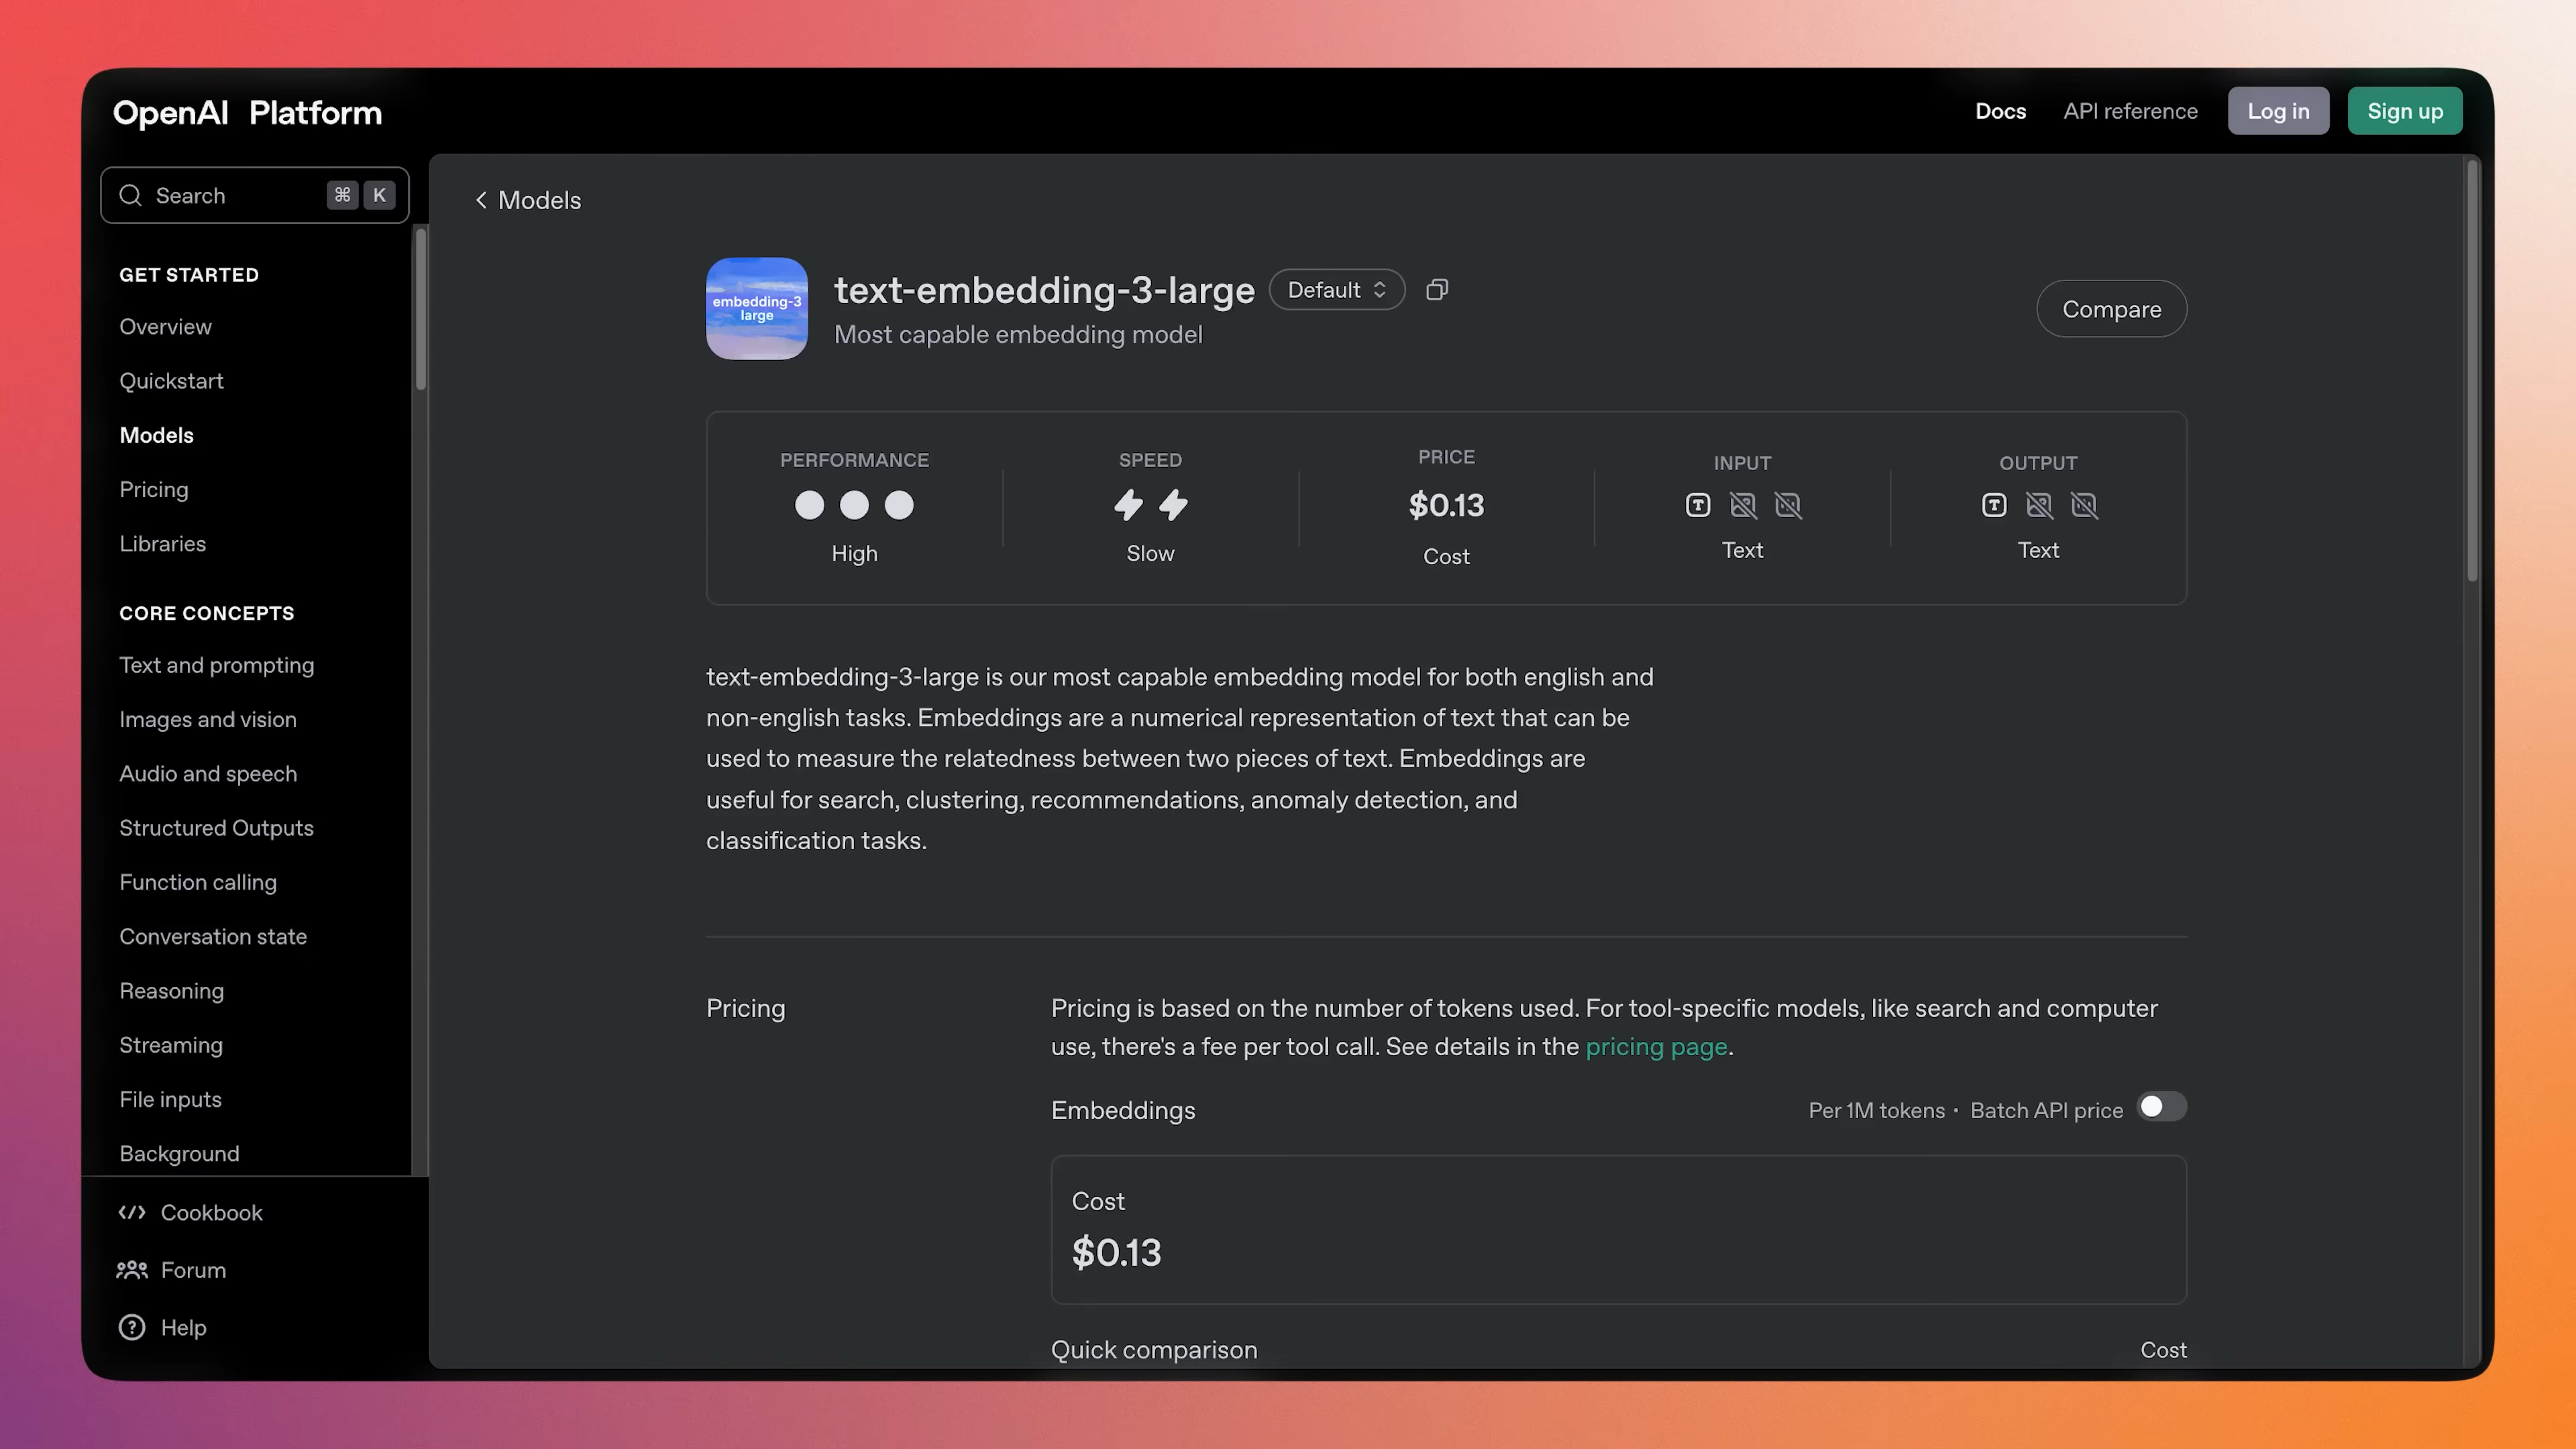 OpenAI Platform
Docs
API reference
Log in
Sign up
Search
⌘ K
GET STARTED
Overview
Quickstart
Models
Pricing
Libraries
CORE CONCEPTS
Text and prompting
Images and vision
Audio and speech
Structured Outputs
Function calling
Conversation state
Reasoning
Streaming
File inputs
Background
Cookbook
Forum
Help
Models
embedding-3
large
text-embedding-3-large
Default
Most capable embedding model
Compare
PERFORMANCE
High
SPEED
Slow
PRICE
$0.13
Cost
INPUT
Text
OUTPUT
Text
text-embedding-3-large is our most capable embedding model for both english and
non-english tasks. Embeddings are a numerical representation of text that can be
used to measure the relatedness between two pieces of text. Embeddings are
useful for search, clustering, recommendations, anomaly detection, and
classification tasks.
Pricing
Pricing is based on the number of tokens used. For tool-specific models, like search and computer
use, there's a fee per tool call. See details in the pricing page.
Embeddings
Per 1M tokens • Batch API price
Cost
$0.13
Quick comparison
Cost